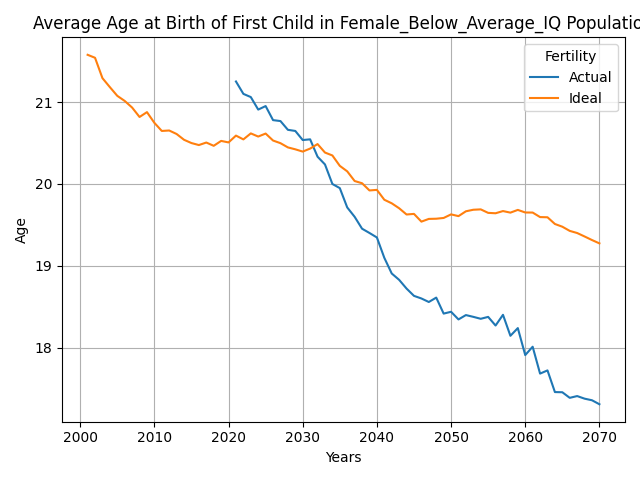 Average Age at Birth of First Child in Female_Below_Average_IQ Populatio
Fertility
Actual
Ideal
21
20
19
18
Age
2000 2010 2020 2030 2040 2050 2060 2070
Years